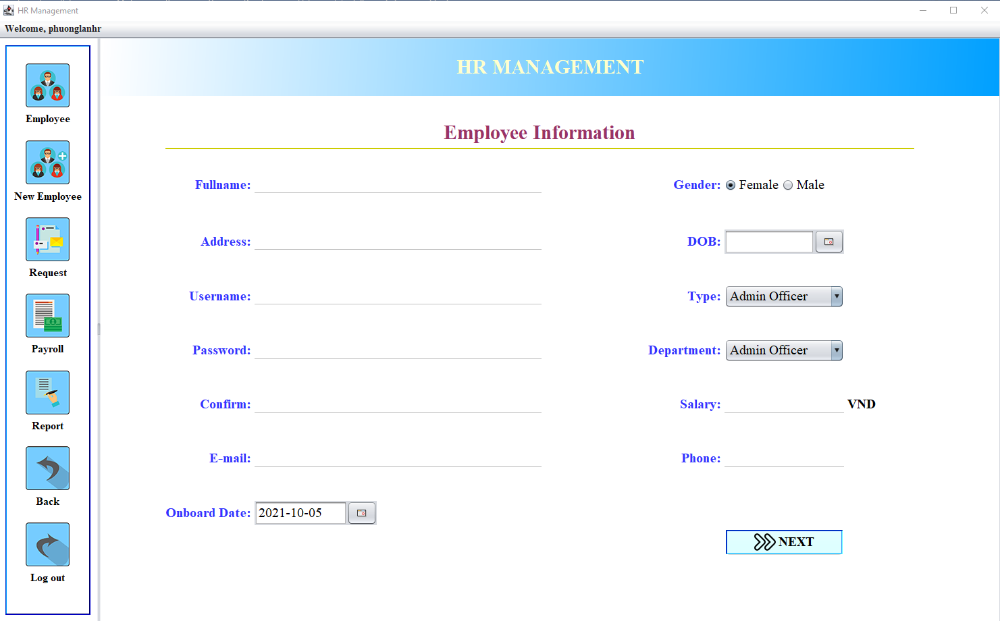 HR Management
Welcome, phuonglanhr
Employee
New Employee
Request
Payroll
Report
Back
Log out
HR MANAGEMENT
Employee Information
Fullname:
Gender: Female Male
Address:
DOB:
Username:
Type: Admin Officer
Password:
Department: Admin Officer
Confirm:
Salary: VND
E-mail:
Phone:
Onboard Date: 2021-10-05
NEXT